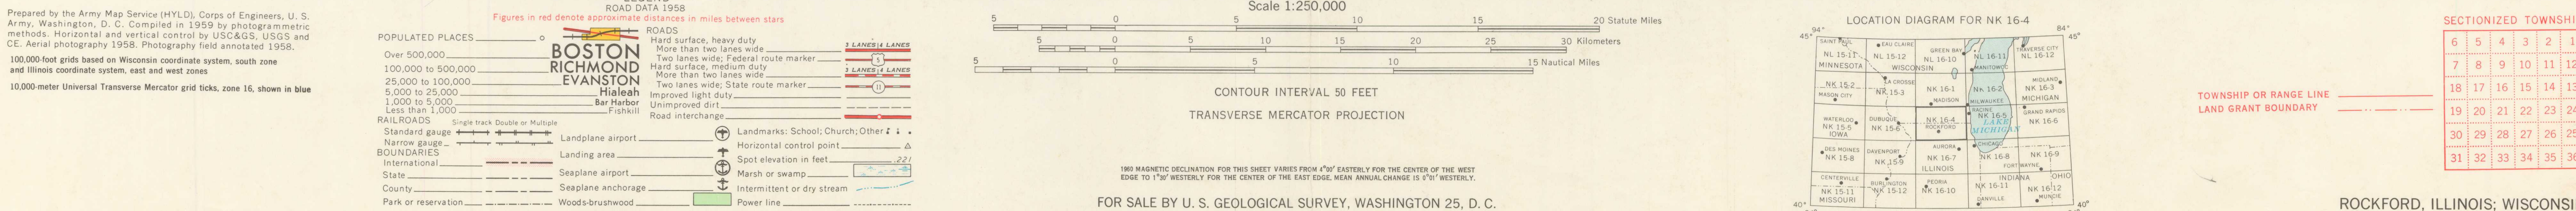 Prepared by the Army Map Service (HYLD), Corps of Engineers, U. S.
Army, Washington, D. C. Compiled in 1959 by photogrammetric
methods. Horizontal and vertical control by USC&GS, USGS and
CE. Aerial photography 1958. Photography field annotated 1958.
100,000-foot grids based on Wisconsin coordinate system, south zone
and Illinois coordinate system, east and west zones
10,000-meter Universal Transverse Mercator grid ticks, zone 16, shown in blue
LEGEND
ROAD DATA 1958
Figures in red denote approximate distances in miles between stars
POPULATED PLACES
Over 500,000 BOSTON
100,000 to 500,000 RICHMOND
25,000 to 100,000 EVANSTON
5,000 to 25,000 Hialeah
1,000 to 5,000 Bar Harbor
Less than 1,000 Fishkill
RAILROADS Single track Double or Multiple
Standard gauge
Narrow gauge
BOUNDARIES
International
State
County
Park or reservation
Landplane airport
Landing area
Seaplane airport
Seaplane anchorage
Woods-brushwood
ROADS
Hard surface, heavy duty
More than two lanes wide 3 LANES 4 LANES
Two lanes wide; Federal route marker 5
Hard surface, medium duty
More than two lanes wide 3 LANES 4 LANES
Two lanes wide; State route marker 11
Improved light duty
Unimproved dirt
Road interchange
Landmarks: School; Church; Other
Horizontal control point
Spot elevation in feet .221
Marsh or swamp
Intermittent or dry stream
Power line
Scale 1:250,000
5 0 5 10 15 20 Statute Miles
5 0 5 10 15 20 25 30 Kilometers
5 0 5 10 15 Nautical Miles
CONTOUR INTERVAL 50 FEET
TRANSVERSE MERCATOR PROJECTION
1960 MAGNETIC DECLINATION FOR THIS SHEET VARIES FROM 4°00' EASTERLY FOR THE CENTER OF THE WEST
EDGE TO 1°30' WESTERLY FOR THE CENTER OF THE EAST EDGE. MEAN ANNUAL CHANGE IS 0°01' WESTERLY.
FOR SALE BY U. S. GEOLOGICAL SURVEY, WASHINGTON 25, D. C.
LOCATION DIAGRAM FOR NK 16-4
94° 84°
45° 45°
SAINT PAUL EAU CLAIRE GREEN BAY TRAVERSE CITY
NL 15-11 NL 15-12 NL 16-10 NL 16-11 NL 16-12
MINNESOTA WISCONSIN MANITOWOC
NK 15-2 LA CROSSE NK 16-1 NK 16-2 MIDLAND
MASON CITY NK 15-3 MADISON MILWAUKEE NK 16-3
MICHIGAN
WATERLOO DUBUQUE NK 16-4 RACINE GRAND RAPIDS
NK 15-5 NK 15-6 ROCKFORD NK 16-5 NK 16-6
IOWA LAKE MICHIGAN
DES MOINES DAVENPORT AURORA CHICAGO
NK 15-8 NK 15-9 NK 16-7 NK 16-8 NK 16-9
ILLINOIS FORT WAYNE
CENTERVILLE BURLINGTON PEORIA INDIANA OHIO
NK 15-11 NK 15-12 NK 16-10 NK 16-11 NK 16-12
MISSOURI DANVILLE MUNCIE
40° 40°
TOWNSHIP OR RANGE LINE
LAND GRANT BOUNDARY
SECTIONIZED TOWNSHI
6 5 4 3 2 1
7 8 9 10 11 12
18 17 16 15 14 13
19 20 21 22 23 24
30 29 28 27 26 25
31 32 33 34 35 36
ROCKFORD, ILLINOIS; WISCONSI